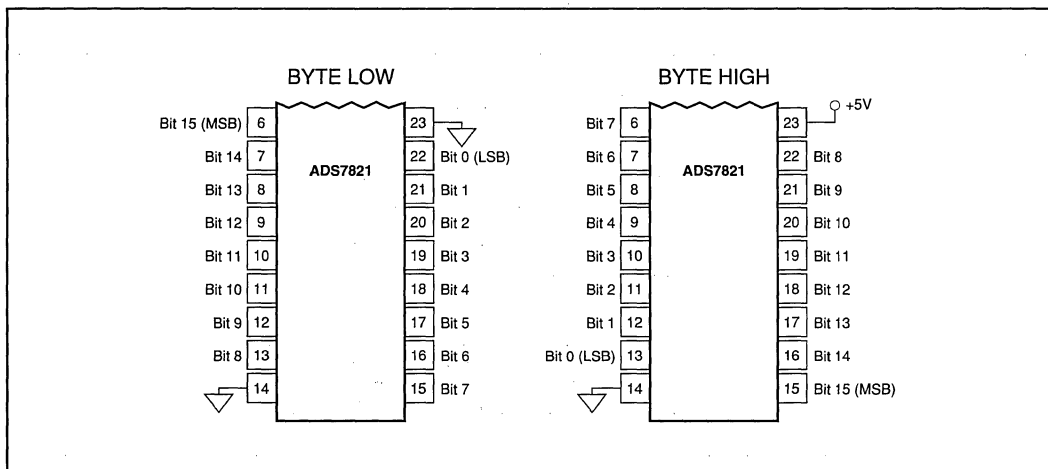 BYTE LOW
Bit 15 (MSB) 6 23
Bit 14 7 22 Bit 0 (LSB)
ADS7821
Bit 13 8 21 Bit 1
Bit 12 9 20 Bit 2
Bit 11 10 19 Bit 3
Bit 10 11 18 Bit 4
Bit 9 12 17 Bit 5
Bit 8 13 16 Bit 6
14 15 Bit 7
BYTE HIGH
+5V
Bit 7 6 23
Bit 6 7 22 Bit 8
ADS7821
Bit 5 8 21 Bit 9
Bit 4 9 20 Bit 10
Bit 3 10 19 Bit 11
Bit 2 11 18 Bit 12
Bit 1 12 17 Bit 13
Bit 0 (LSB) 13 16 Bit 14
14 15 Bit 15 (MSB)